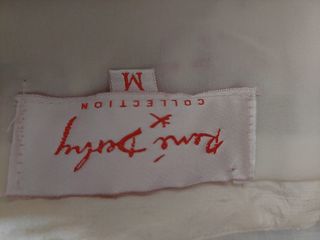 René Derhy
COLLECTION
M